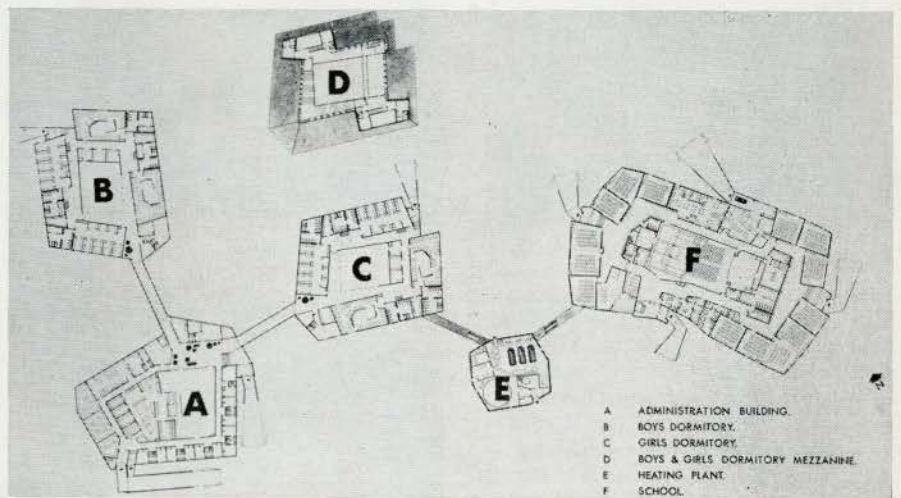 D
B
C
F
A
E
N
A ADMINISTRATION BUILDING.
B BOYS DORMITORY.
C GIRLS DORMITORY.
D BOYS & GIRLS DORMITORY MEZZANINE.
E HEATING PLANT.
F SCHOOL.